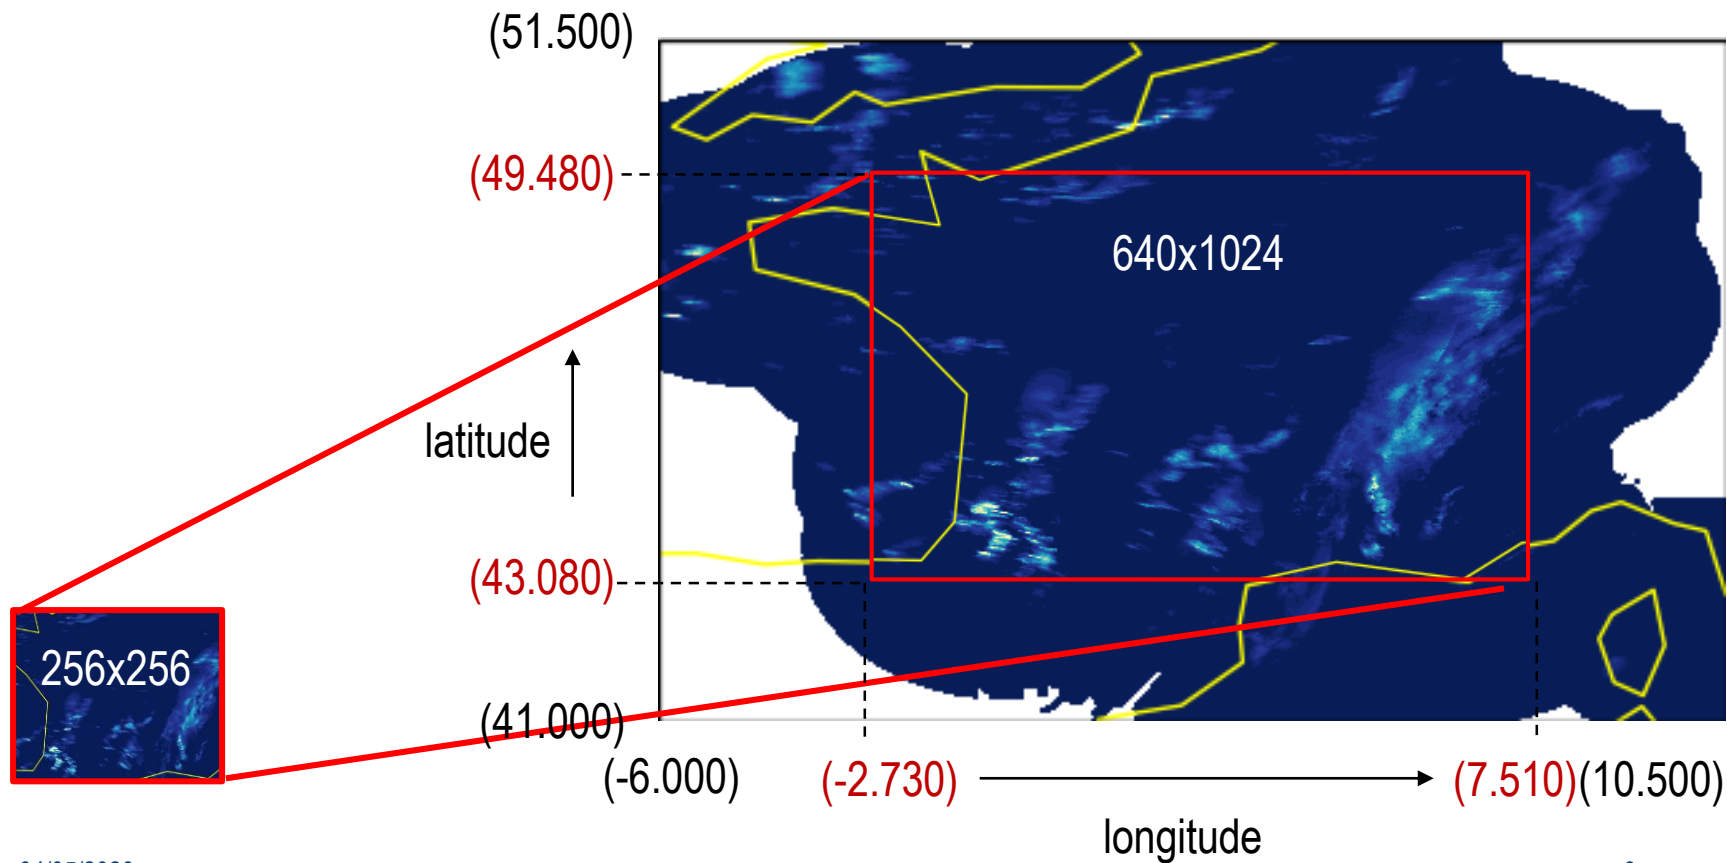 (51.500)
(49.480)
640x1024
latitude
(43.080)
256x256
(41.000)
(-6.000) (-2.730) (7.510) (10.500)
longitude